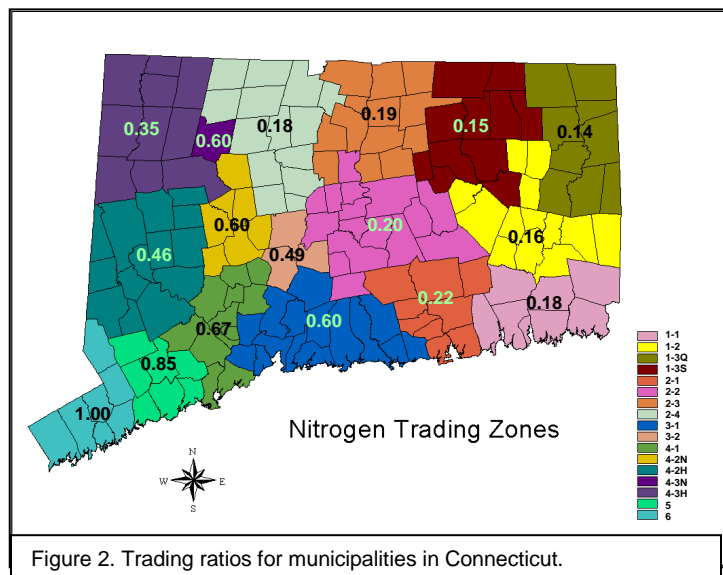 0.35
0.60
0.18
0.19
0.15
0.14
0.46
0.60
0.49
0.20
0.16
0.67
0.60
0.22
0.18
0.85
1.00
Nitrogen Trading Zones
N
W E
S
1-1
1-2
1-3Q
1-3S
2-1
2-2
2-3
2-4
3-1
3-2
4-1
4-2N
4-2H
4-3N
4-3H
5
6
Figure 2. Trading ratios for municipalities in Connecticut.